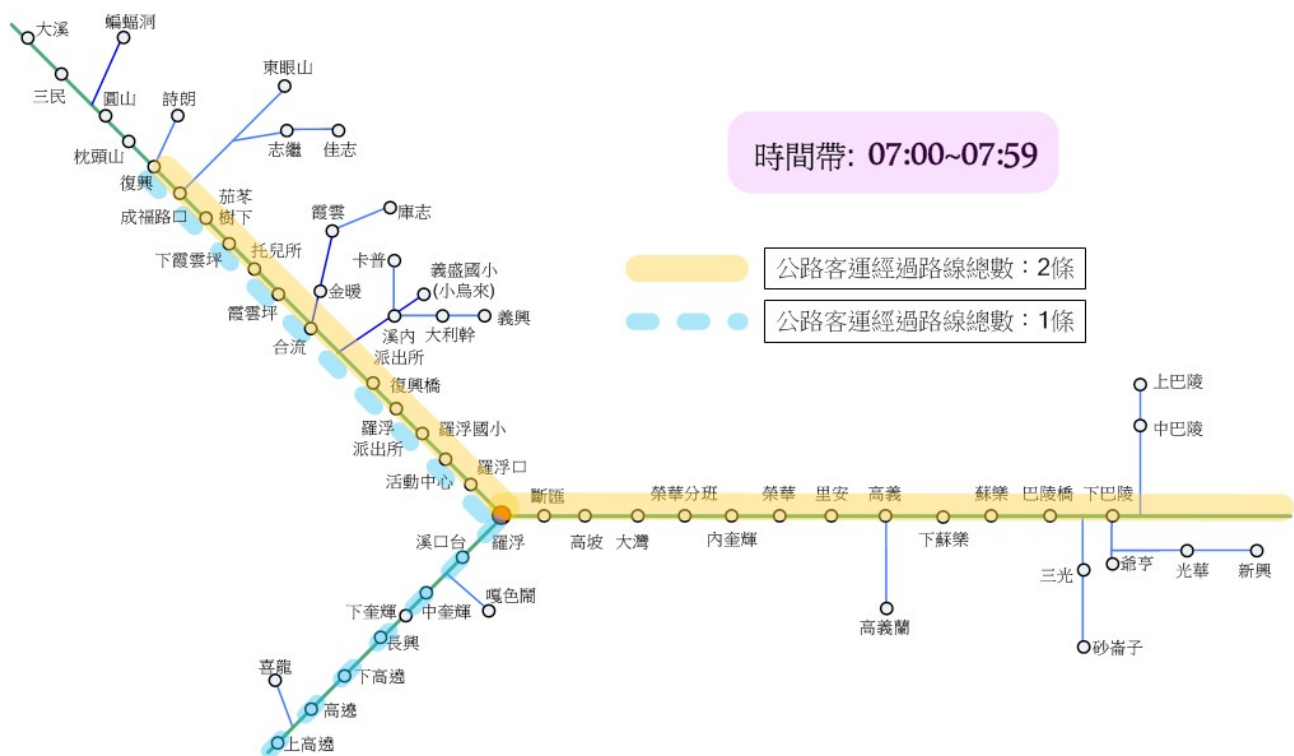 大溪
蝙蝠洞
三民
圓山
詩朗
東眼山
志繼
佳志
枕頭山
復興
成福路口
茄苳
樹下
下霞雲坪
托兒所
霞雲坪
合流
金暖
霞雲
庫志
卡普
義盛國小
(小烏來)
溪內
派出所
大利幹
義興
復興橋
羅浮
派出所
羅浮國小
活動中心
羅浮口
羅浮
時間帶: 07:00~07:59
公路客運經過路線總數：2條
公路客運經過路線總數：1條
斷匯
高坡
大灣
榮華分班
內奎輝
榮華
里安
高義
高義蘭
下蘇樂
蘇樂
巴陵橋
下巴陵
上巴陵
中巴陵
三光
砂崙子
爺亨
光華
新興
溪口台
中奎輝
嘎色鬧
下奎輝
長興
下高遶
高遶
喜龍
上高遶